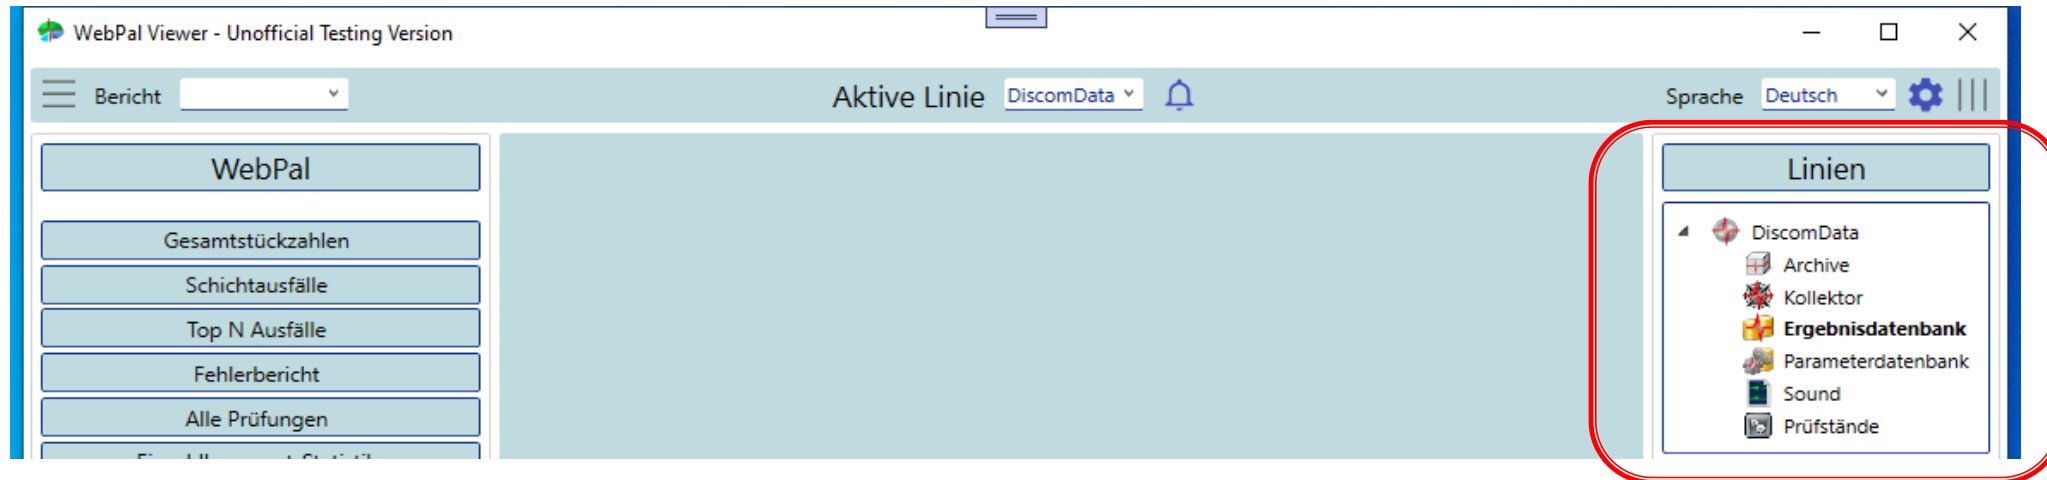 WebPal Viewer - Unofficial Testing Version
Bericht
Aktive Linie DiscomData
Sprache Deutsch
WebPal
Gesamtstückzahlen
Schichtausfälle
Top N Ausfälle
Fehlerbericht
Alle Prüfungen
Linien
DiscomData
Archive
Kollektor
Ergebnisdatenbank
Parameterdatenbank
Sound
Prüfstände